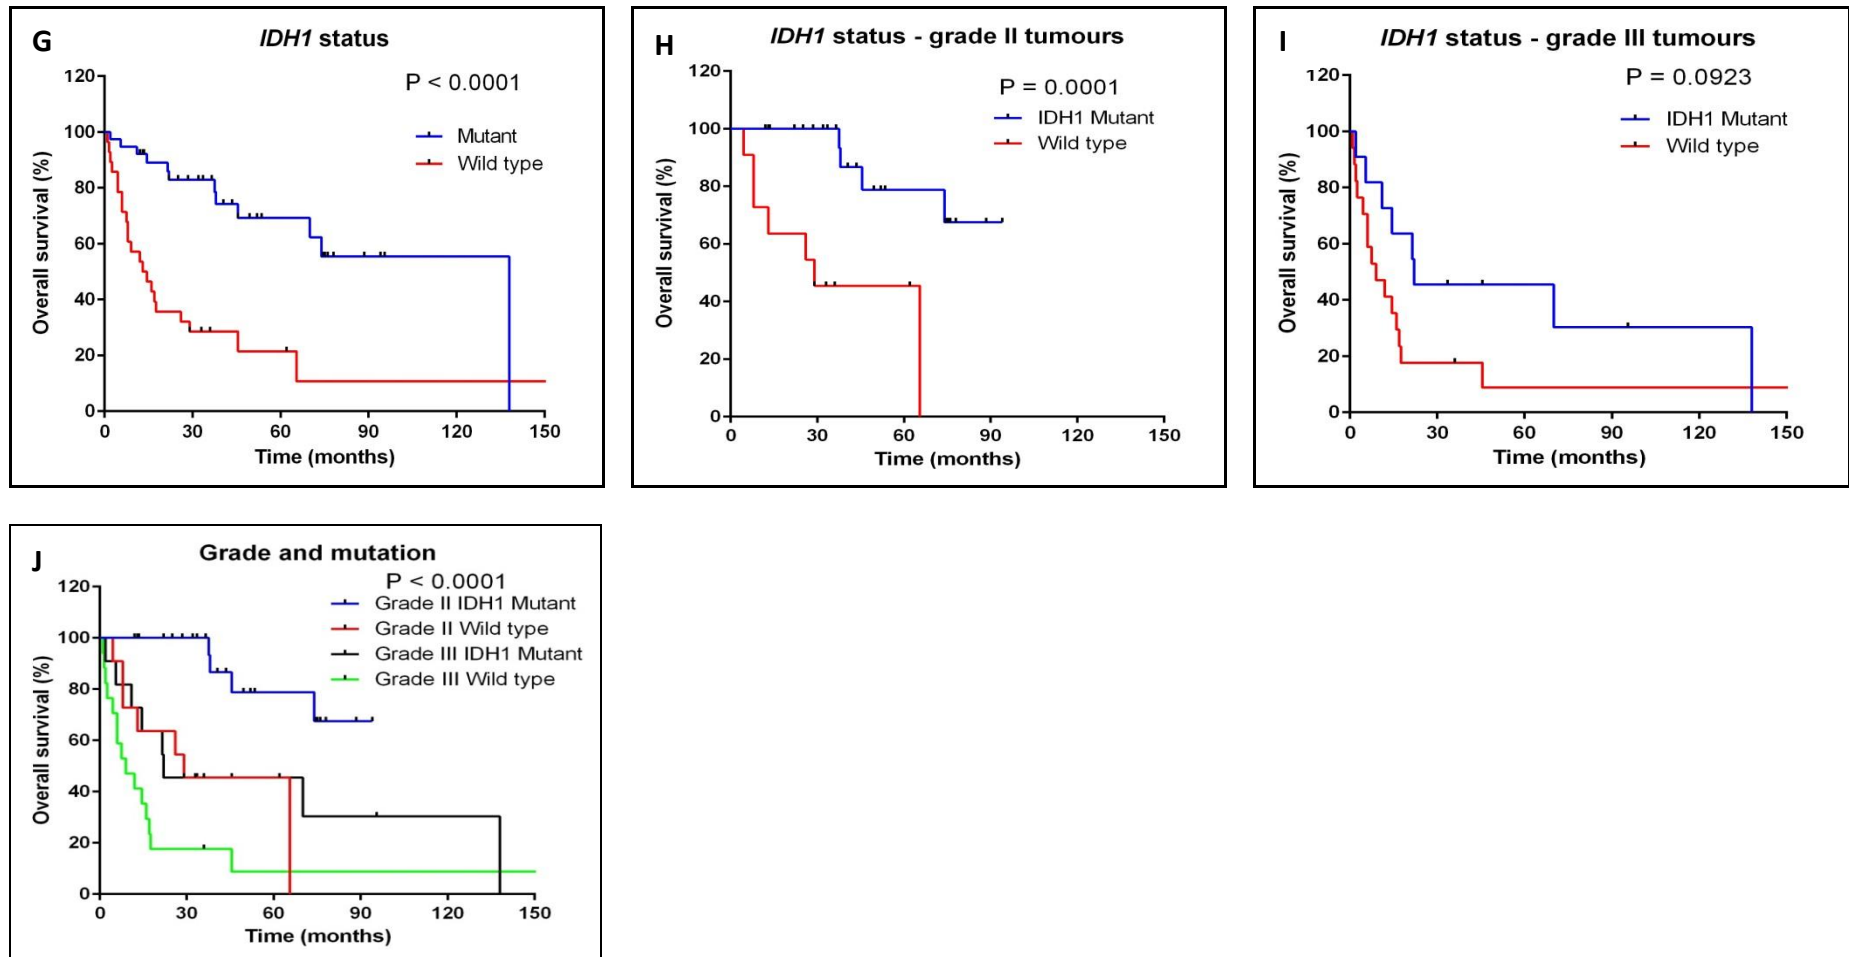 G
IDH1 status
P < 0.0001
Mutant
Wild type
Overall survival (%)
120
100
80
60
40
20
0
0 30 60 90 120 150
Time (months)
H
IDH1 status - grade II tumours
P = 0.0001
IDH1 Mutant
Wild type
Overall survival (%)
120
100
80
60
40
20
0
0 30 60 90 120 150
Time (months)
I
IDH1 status - grade III tumours
P = 0.0923
IDH1 Mutant
Wild type
Overall survival (%)
120
100
80
60
40
20
0
0 30 60 90 120 150
Time (months)
J
Grade and mutation
P < 0.0001
Grade II IDH1 Mutant
Grade II Wild type
Grade III IDH1 Mutant
Grade III Wild type
Overall survival (%)
120
100
80
60
40
20
0
0 30 60 90 120 150
Time (months)